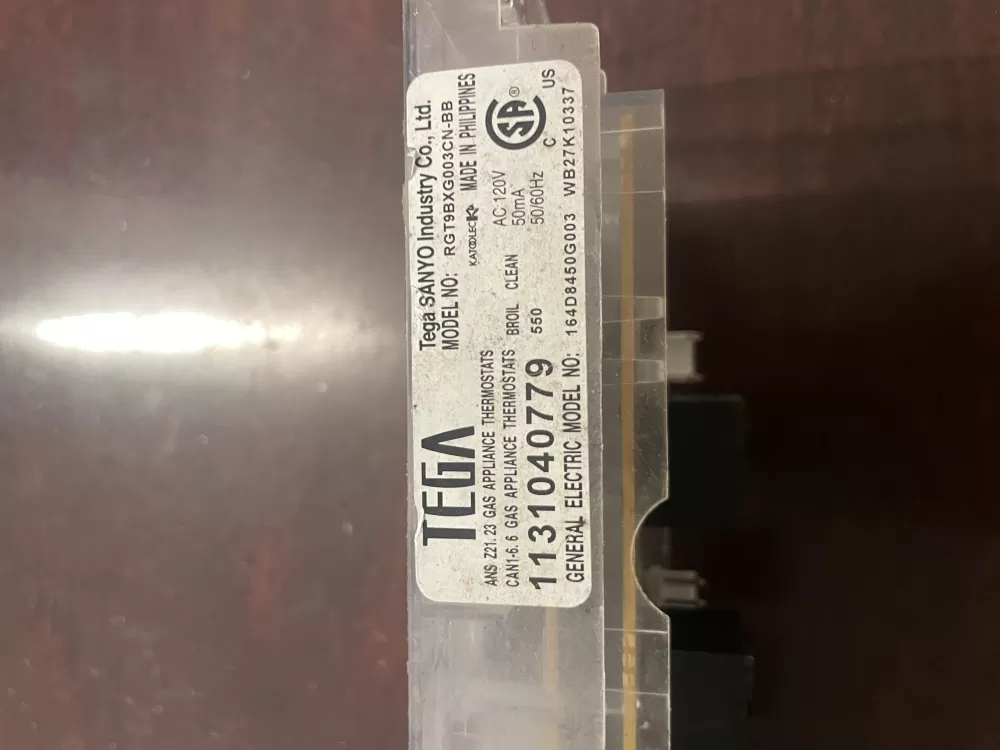 TEGA
Tega SANYO Industry Co., Ltd.
MODEL NO: RGT9BXG003CN-BB
KATOOLEC K MADE IN PHILIPPINES
ANS Z21.23 GAS APPLIANCE THERMOSTATS
CAN1-6.6 GAS APPLIANCE THERMOSTATS
BROIL CLEAN
550
AC 120V
50mA
50/60Hz
SA ®
C US
1131040779
GENERAL ELECTRIC MODEL NO: 164D8450G003 WB27K10337